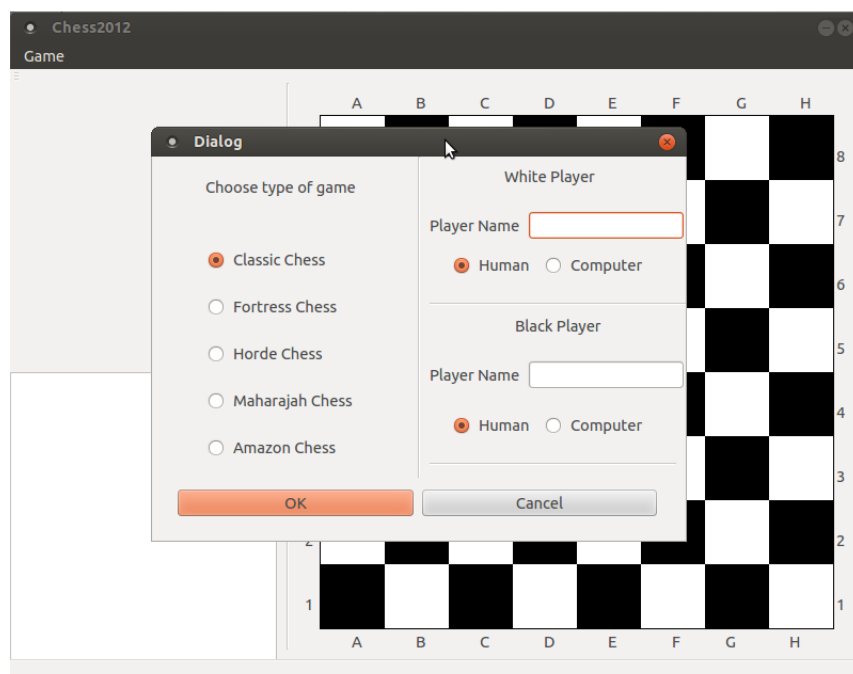 Chess2012
Game
A B C D E F G H
Dialog
8
Choose type of game
White Player
7
Player Name
Classic Chess
Human Computer
6
Fortress Chess
Black Player
5
Horde Chess
Player Name
Maharajah Chess
4
Human Computer
Amazon Chess
3
OK Cancel
2 2
1 1
A B C D E F G H